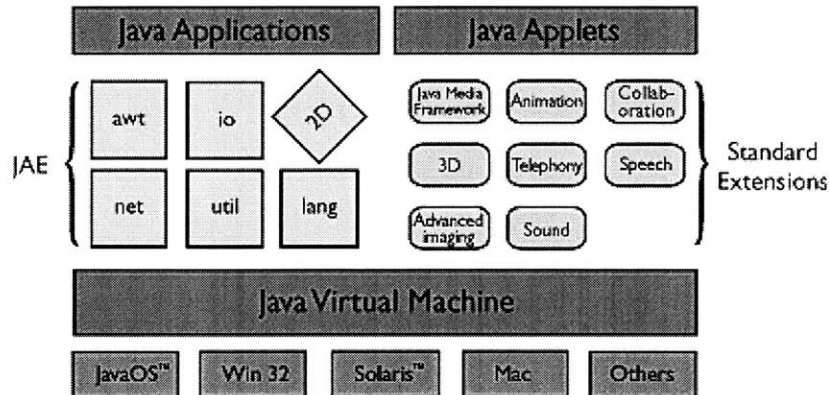 Java Applications
Java Applets
JAE
awt
io
2D
net
util
lang
Java Media
Framework
Animation
Collab-
oration
3D
Telephony
Speech
Advanced
imaging
Sound
Standard
Extensions
Java Virtual Machine
JavaOS™
Win 32
Solaris™
Mac
Others